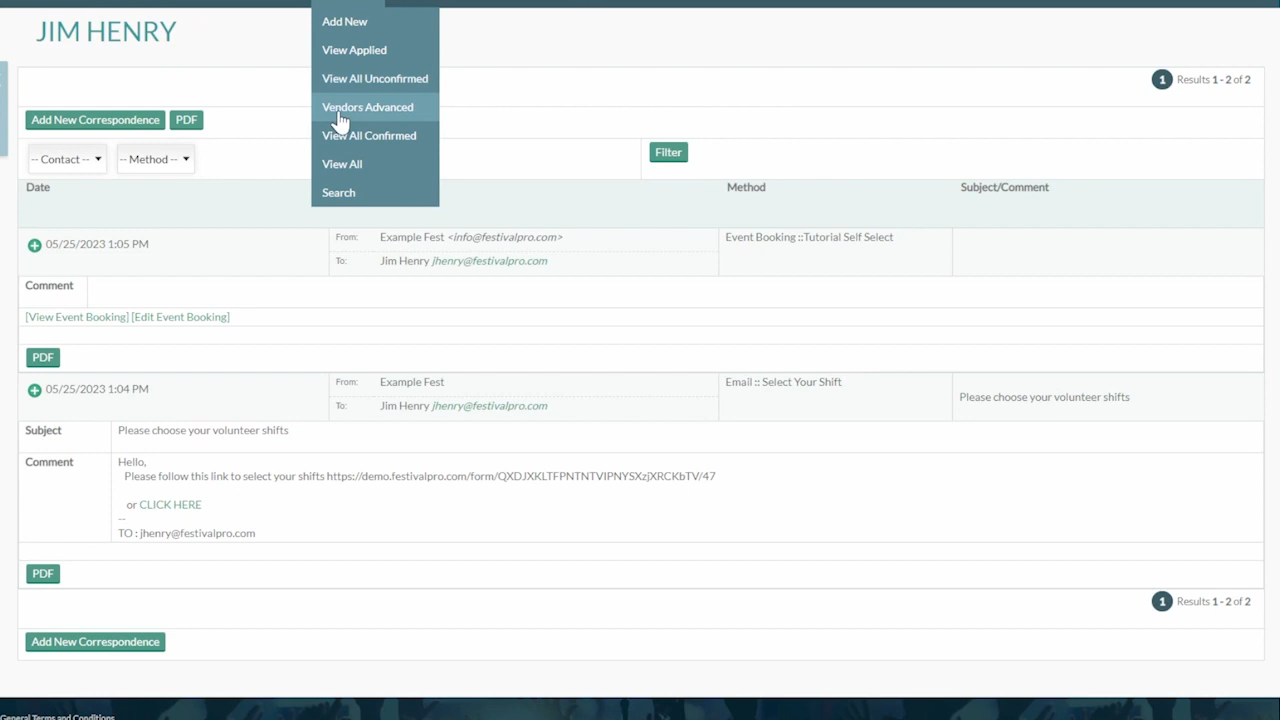 JIM HENRY
Add New
View Applied
View All Unconfirmed
Vendors Advanced
View All Confirmed
View All
Search
1 Results 1 - 2 of 2
Add New Correspondence PDF
-- Contact -- -- Method -- Filter
Date Method Subject/Comment
05/25/2023 1:05 PM From: Example Fest <info@festivalpro.com> Event Booking ::Tutorial Self Select
To: Jim Henry jhenry@festivalpro.com
Comment
[View Event Booking] [Edit Event Booking]
PDF
05/25/2023 1:04 PM From: Example Fest Email :: Select Your Shift
To: Jim Henry jhenry@festivalpro.com Please choose your volunteer shifts
Subject Please choose your volunteer shifts
Comment Hello,
Please follow this link to select your shifts https://demo.festivalpro.com/form/QXDJXKLTFPNTNTVIPNYSXzjXRCKbTV/47
or CLICK HERE
--
TO : jhenry@festivalpro.com
PDF
1 Results 1 - 2 of 2
Add New Correspondence
General Terms and Conditions